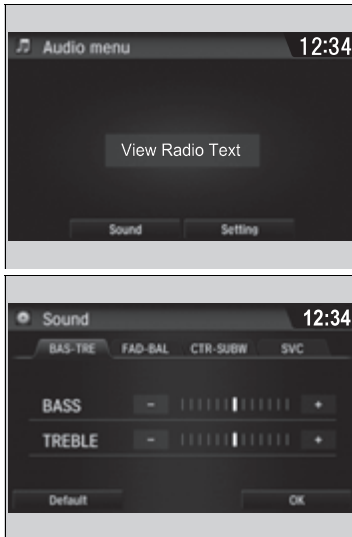 Audio menu 12:34
View Radio Text
Sound Setting
Sound 12:34
BAS-TRE FAD-BAL CTR-SUBW SVC
BASS - +
TREBLE - +
Default OK